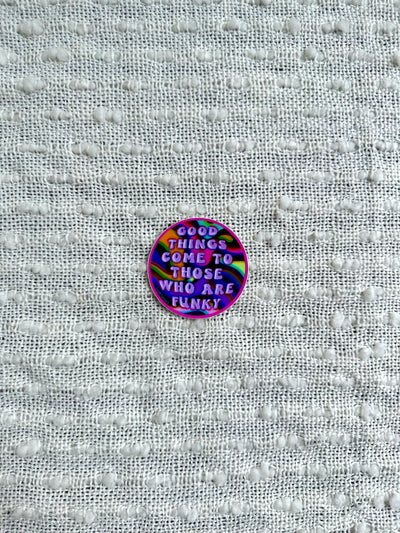 GOOD
THINGS
COME TO
THOSE
WHO ARE
FUNKY